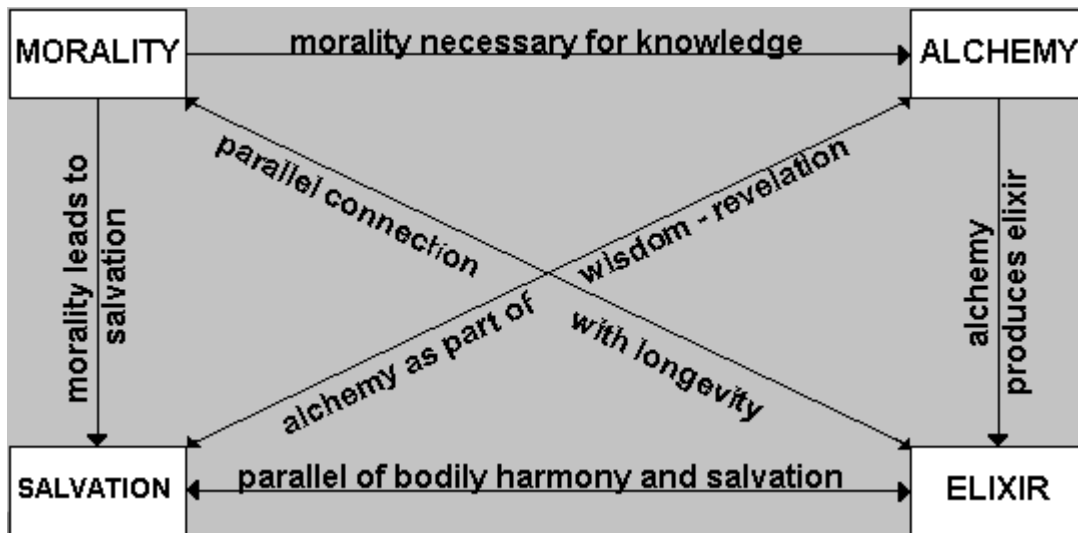 MORALITY
morality necessary for knowledge
ALCHEMY
parallel connection
with longevity
alchemy as part of
wisdom - revelation
morality leads to
salvation
alchemy
produces elixir
SALVATION
parallel of bodily harmony and salvation
ELIXIR